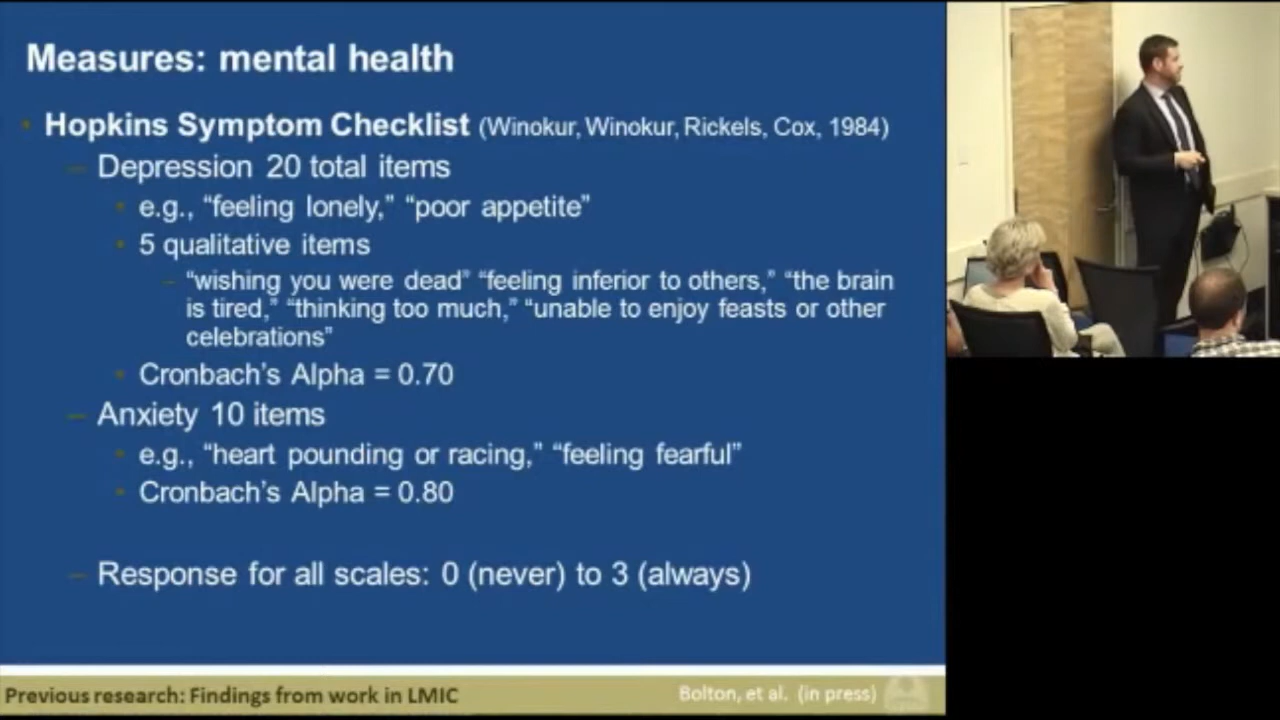 Measures: mental health
Hopkins Symptom Checklist (Winokur, Winokur, Rickels, Cox, 1984)
Depression 20 total items
e.g., “feeling lonely,” “poor appetite”
5 qualitative items
“wishing you were dead” “feeling inferior to others,” “the brain
is tired,” “thinking too much,” “unable to enjoy feasts or other
celebrations”
Cronbach’s Alpha = 0.70
Anxiety 10 items
e.g., “heart pounding or racing,” “feeling fearful”
Cronbach’s Alpha = 0.80
Response for all scales: 0 (never) to 3 (always)
Previous research: Findings from work in LMIC
Bolton, et al. (in press)